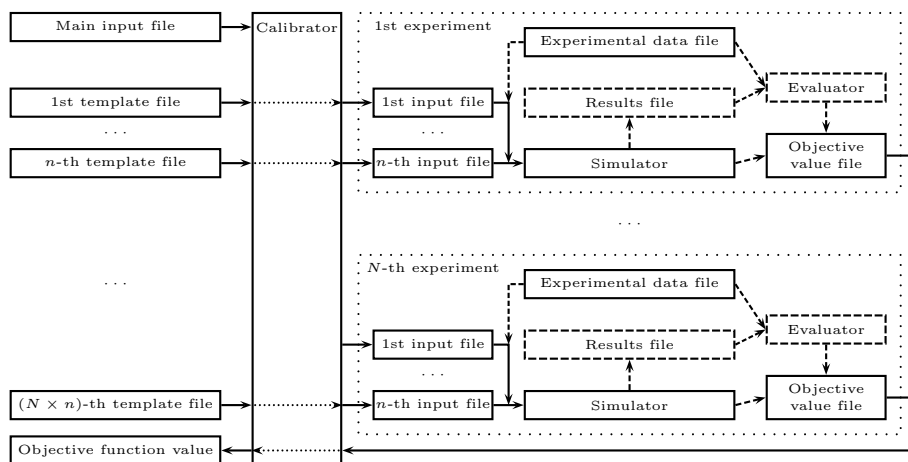 Main input file
Calibrator
1st experiment
Experimental data file
1st template file
1st input file
Results file
Evaluator
. . .
. . .
n-th template file
n-th input file
Simulator
Objective
value file
. . .
N-th experiment
. . .
Experimental data file
1st input file
Results file
Evaluator
. . .
(N × n)-th template file
n-th input file
Simulator
Objective
value file
Objective function value